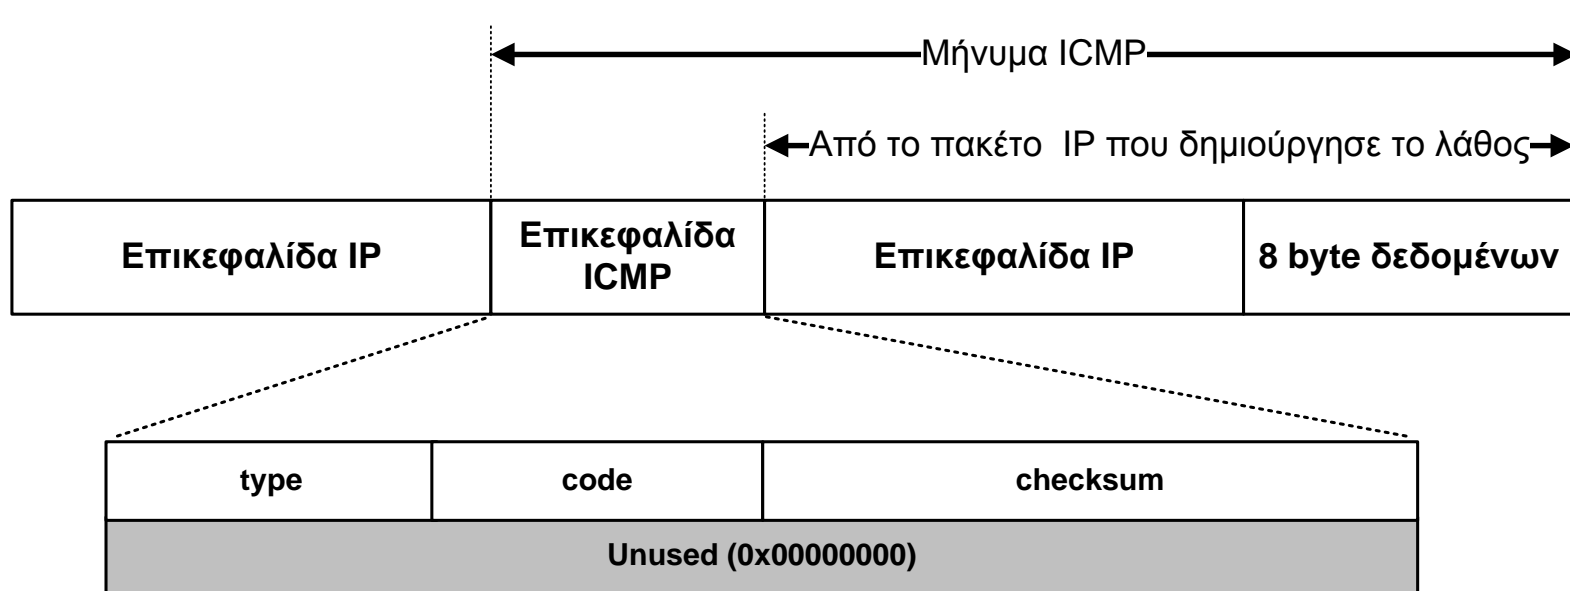 Μήνυμα ICMP
Από το πακέτο IP που δημιούργησε το λάθος
Επικεφαλίδα IP
Επικεφαλίδα
ICMP
Επικεφαλίδα IP
8 byte δεδομένων
type
code
checksum
Unused (0x00000000)